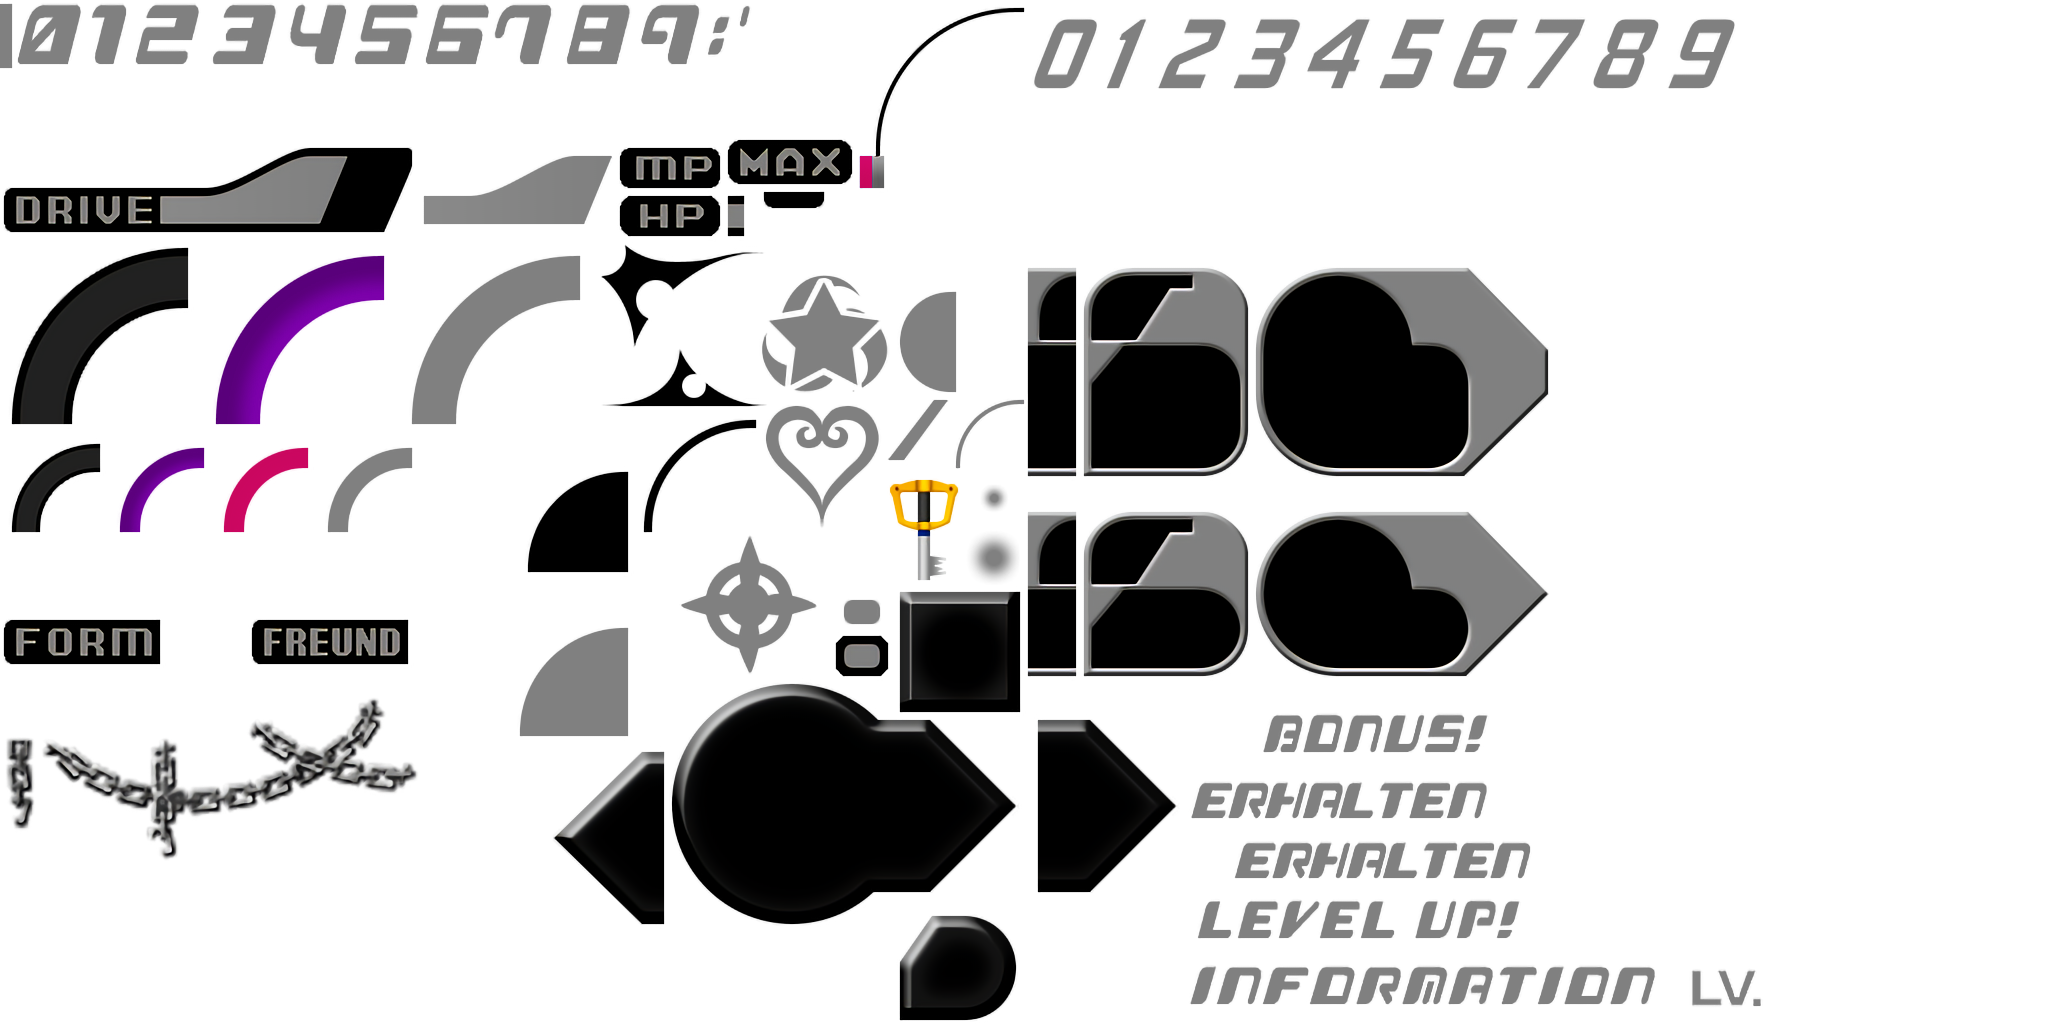 0123456789:'
0123456789
MP
MAX
DRIVE
HP
FORM
FREUND
BONUS!
ERHALTEN
ERHALTEN
LEVEL UP!
INFORMATION
LV.